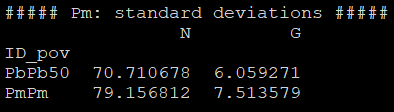 ##### Pm: standard deviations #####
N G
ID_pov
PbPb50 70.710678 6.059271
PmPm 79.156812 7.513579